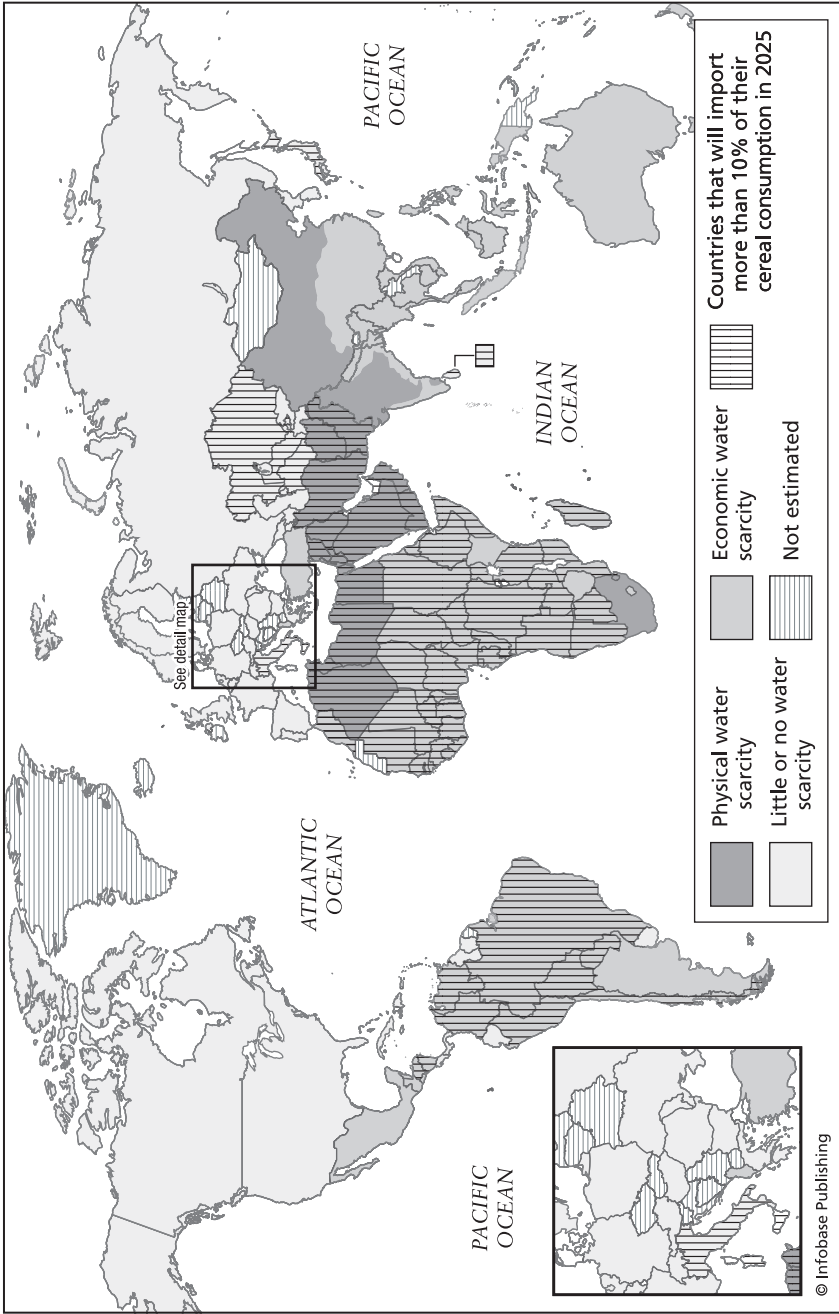 PACIFIC
OCEAN
ATLANTIC
OCEAN
INDIAN
OCEAN
PACIFIC
OCEAN
See detail map
Physical water
scarcity
Little or no water
scarcity
Economic water
scarcity
Not estimated
Countries that will import
more than 10% of their
cereal consumption in 2025
© Infobase Publishing